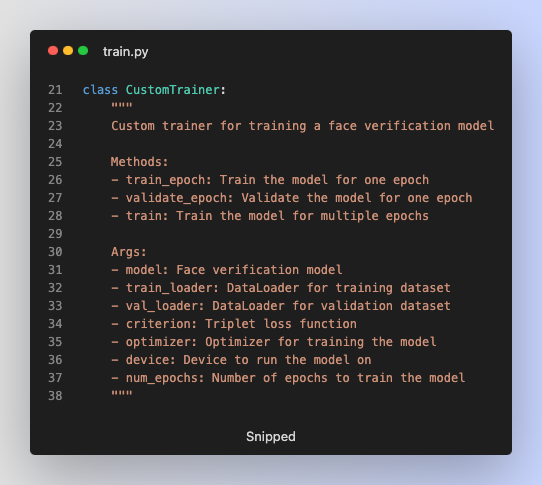 train.py
21 class CustomTrainer:
22 """
23 Custom trainer for training a face verification model
24
25 Methods:
26 - train_epoch: Train the model for one epoch
27 - validate_epoch: Validate the model for one epoch
28 - train: Train the model for multiple epochs
29
30 Args:
31 - model: Face verification model
32 - train_loader: DataLoader for training dataset
33 - val_loader: DataLoader for validation dataset
34 - criterion: Triplet loss function
35 - optimizer: Optimizer for training the model
36 - device: Device to run the model on
37 - num_epochs: Number of epochs to train the model
38 """
Snipped